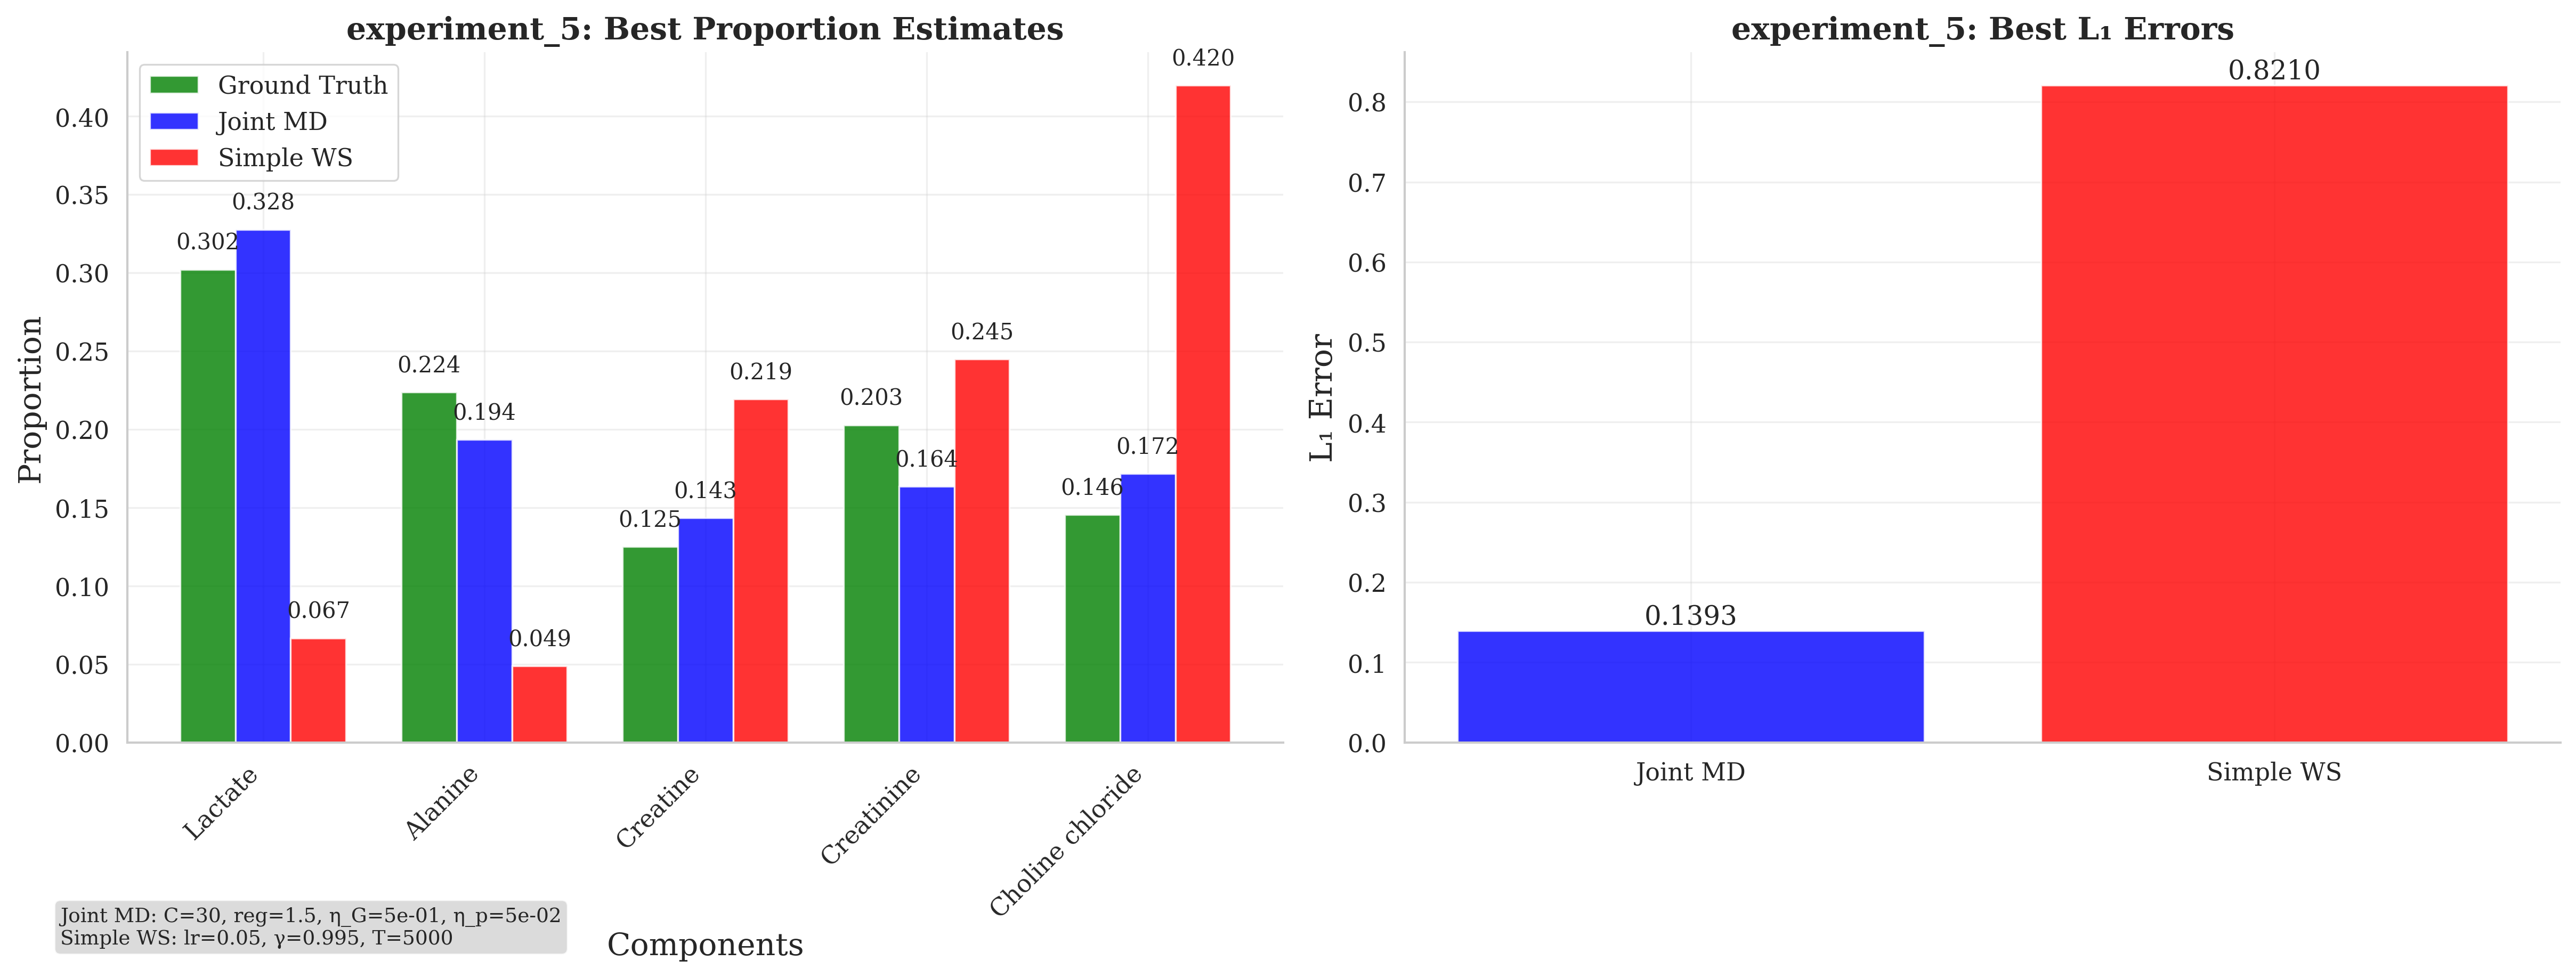 experiment_5: Best Proportion Estimates
Ground Truth
Joint MD
Simple WS
Proportion
0.40
0.35
0.30
0.25
0.20
0.15
0.10
0.05
0.00
0.302
0.328
0.067
0.224
0.194
0.049
0.125
0.143
0.219
0.203
0.164
0.245
0.146
0.172
0.420
Lactate
Alanine
Creatine
Creatinine
Choline chloride
Components
Joint MD: C=30, reg=1.5, η_G=5e-01, η_p=5e-02
Simple WS: lr=0.05, γ=0.995, T=5000
experiment_5: Best L₁ Errors
L₁ Error
0.8
0.7
0.6
0.5
0.4
0.3
0.2
0.1
0.0
0.1393
0.8210
Joint MD
Simple WS